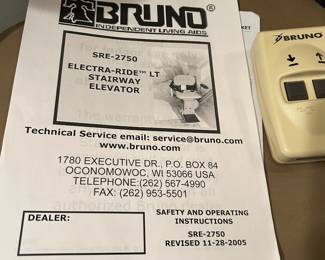 BRUNO®
INDEPENDENT LIVING AIDS
SRE-2750
ELECTRA-RIDE™ LT
STAIRWAY
ELEVATOR
Technical Service email: service@bruno.com
www.bruno.com
1780 EXECUTIVE DR., P.O. BOX 84
OCONOMOWOC, WI 53066 USA
TELEPHONE:(262) 567-4990
FAX: (262) 953-5501
DEALER:
SAFETY AND OPERATING
INSTRUCTIONS
SRE-2750
REVISED 11-28-2005
BRUNO